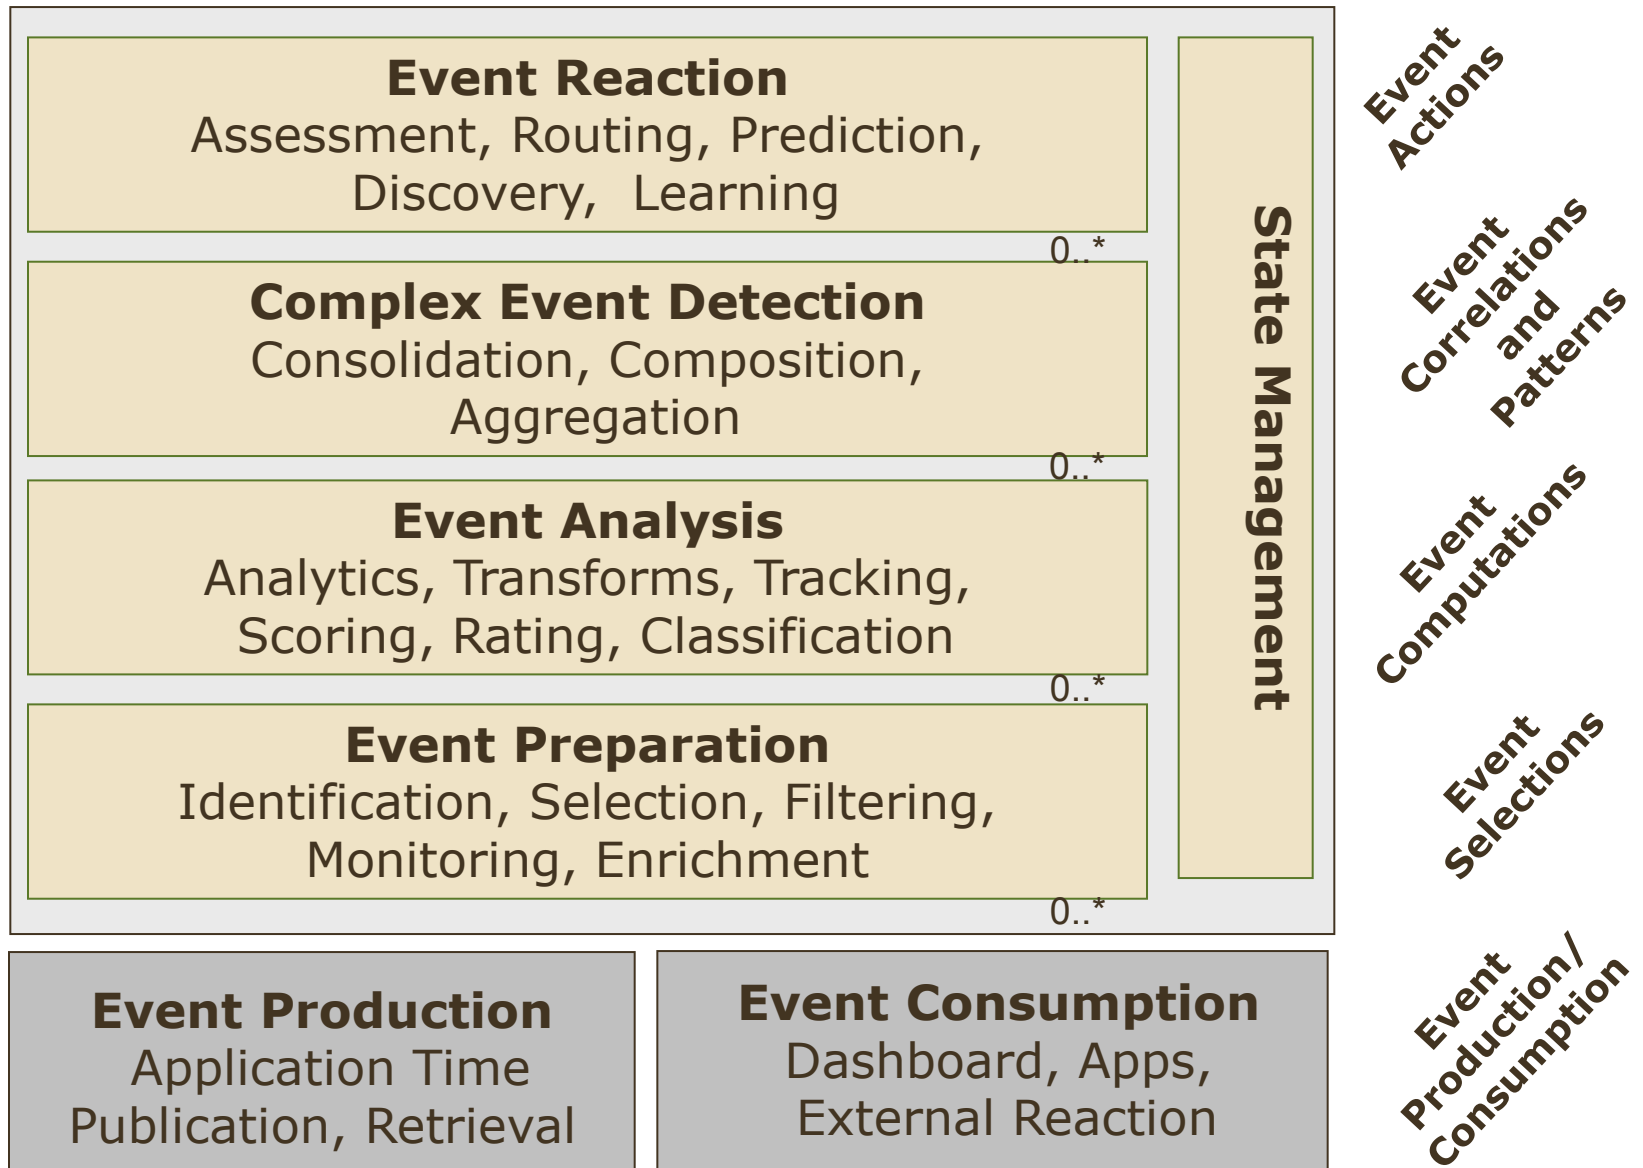 Event Reaction
Assessment, Routing, Prediction,
Discovery, Learning
0..*
Complex Event Detection
Consolidation, Composition,
Aggregation
0..*
Event Analysis
Analytics, Transforms, Tracking,
Scoring, Rating, Classification
0..*
Event Preparation
Identification, Selection, Filtering,
Monitoring, Enrichment
0..*
State Management
Event Production
Application Time
Publication, Retrieval
Event Consumption
Dashboard, Apps,
External Reaction
Event
Actions
Event
Correlations
and
Patterns
Event
Computations
Event
Selections
Event
Production/
Consumption